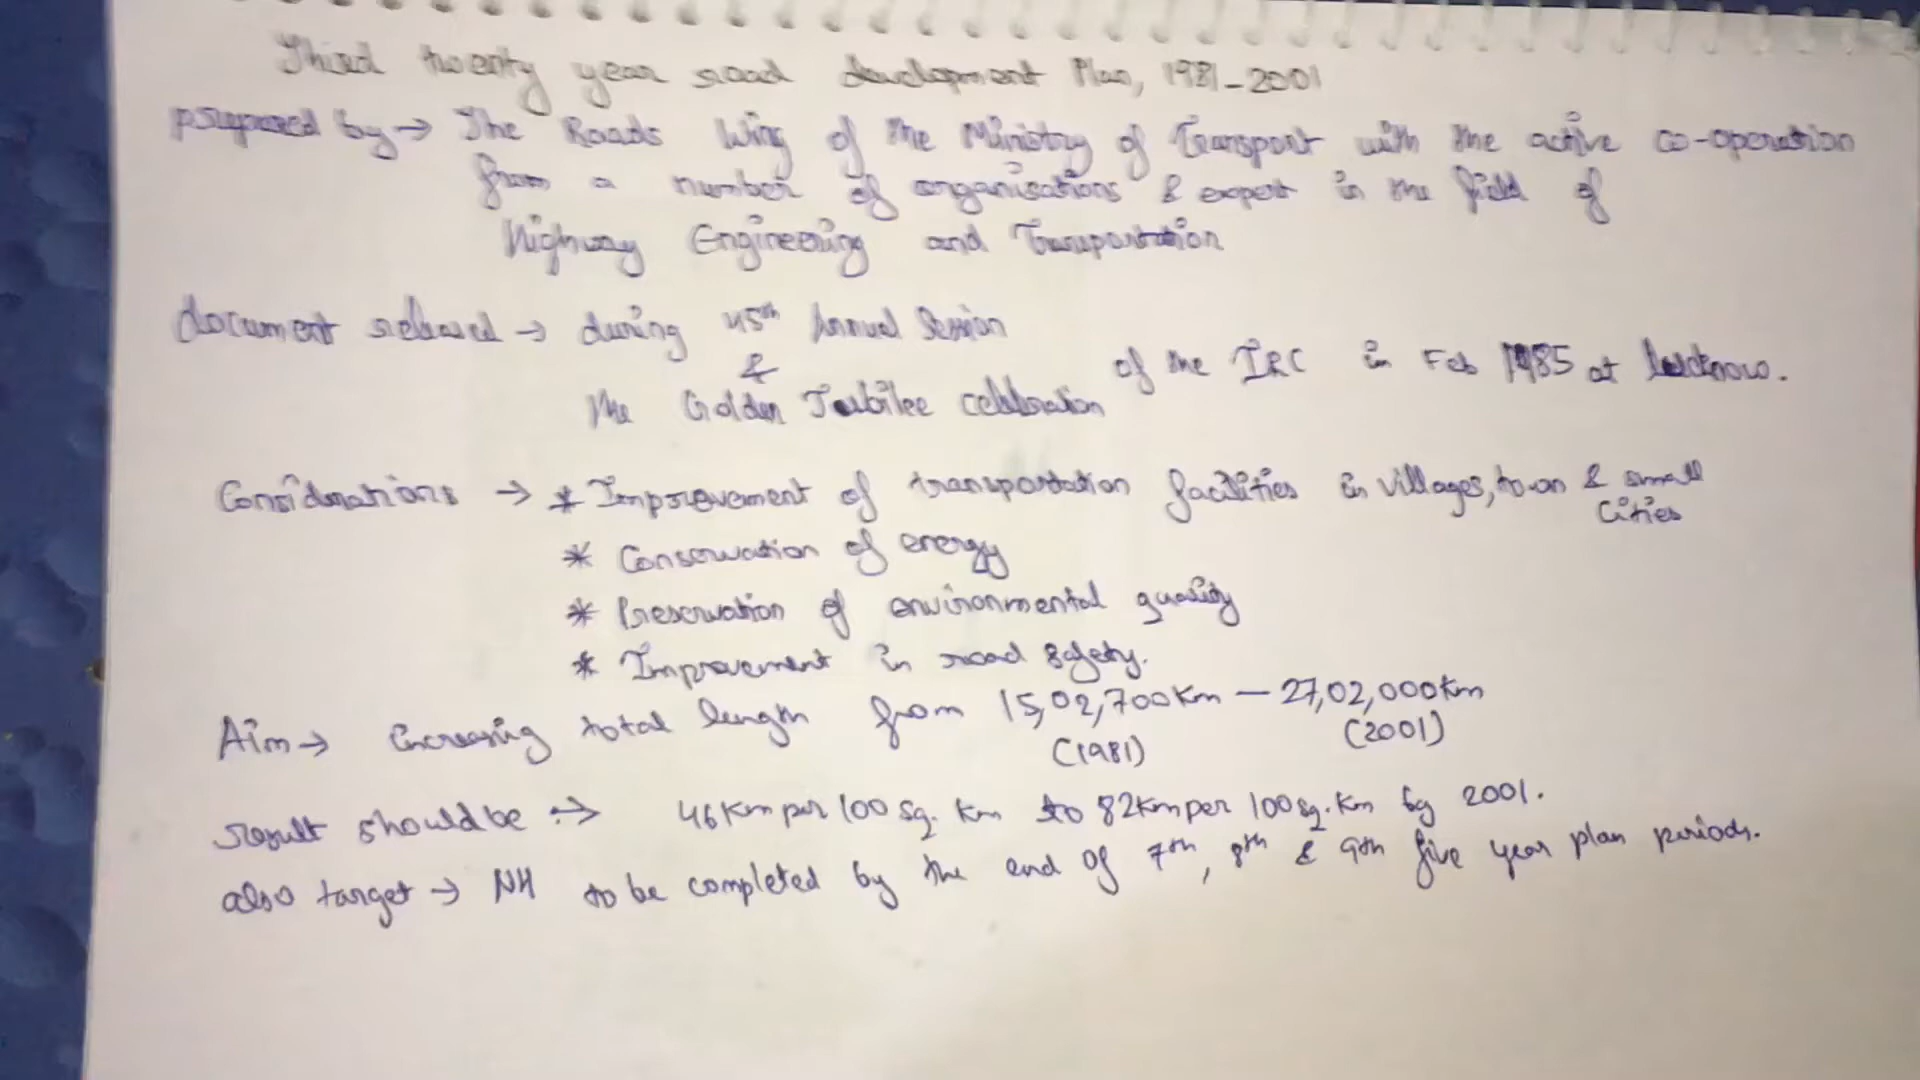 Third twenty year road development Plan, 1981-2001
prepared by → The Roads Wing of the Ministry of Transport with the active co-operation
from a number of organisations & expert in the field of
Highway Engineering and Transportation
document released → during 45th Annual Session
&
the Golden Jubilee celebration of the IRC in Feb 1985 at lucknow.
Considerations → * Improvement of transportation facilities in villages, town & small
cities
* Conservation of energy
* Preservation of environmental quality
* Improvement in road safety.
Aim → increasing total length from 15,02,700 km — 27,02,000 km
(1981) (2001)
result should be :→ 46 Km per 100 sq. km to 82 km per 100 sq. km by 2001.
also target → NH to be completed by the end of 7th, 8th & 9th five year plan periods.